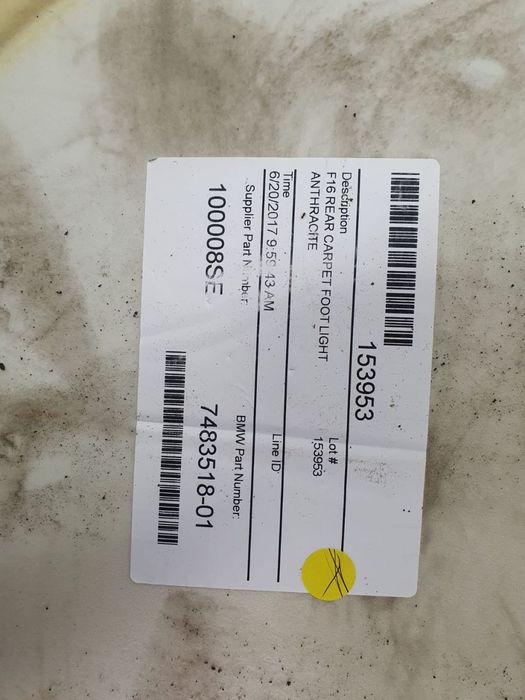 153953
Description
F16 REAR CARPET FOOT LIGHT
ANTHRACITE
Lot #
153953
Time
6/20/2017 9:59:43 AM
Line ID
Supplier Part Number:
100008SE
BMW Part Number:
7483518-01